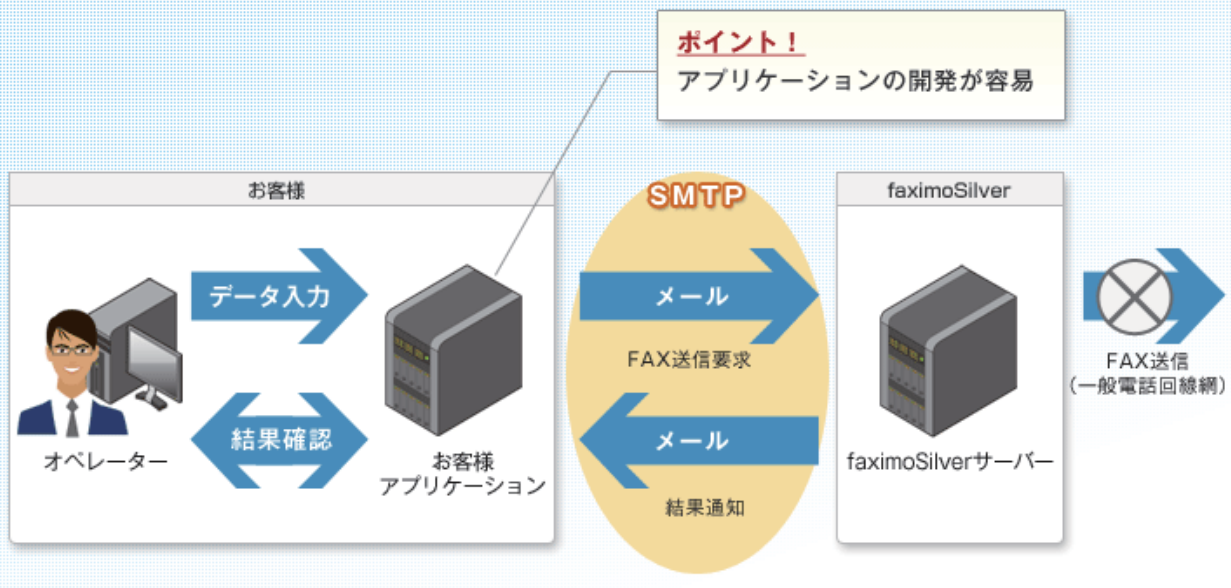 ポイント！
アプリケーションの開発が容易
お客様
SMTP
faximoSilver
データ入力
メール
FAX送信要求
FAX送信
（一般電話回線網）
結果確認
メール
オペレーター
お客様
アプリケーション
faximoSilverサーバー
結果通知